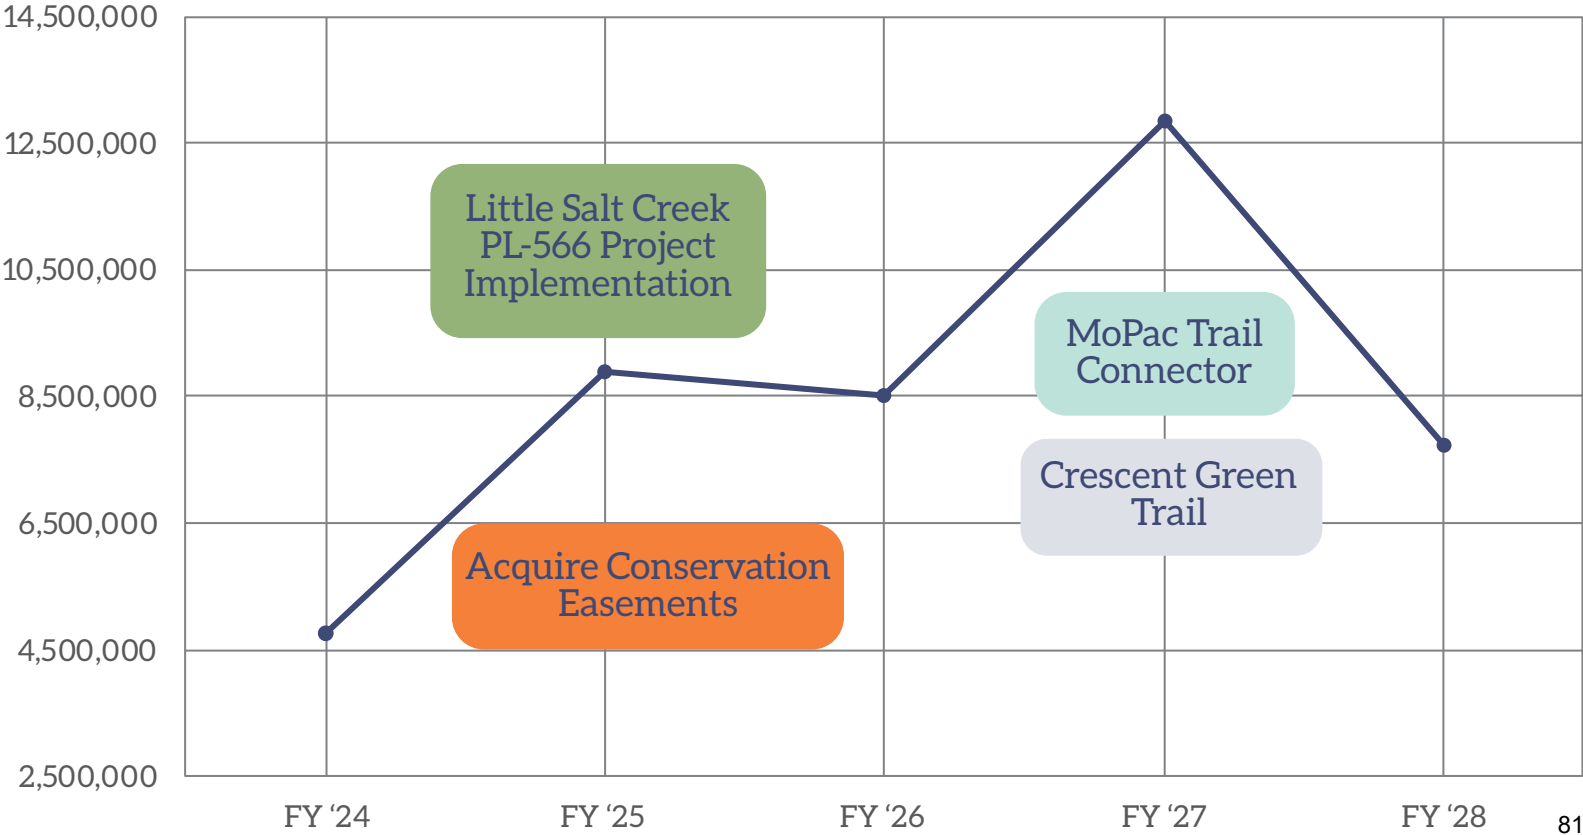 14,500,000
12,500,000
10,500,000
8,500,000
6,500,000
4,500,000
2,500,000
Little Salt Creek
PL-566 Project
Implementation
Acquire Conservation
Easements
MoPac Trail
Connector
Crescent Green
Trail
FY ‘24
FY ‘25
FY ‘26
FY ‘27
FY ‘28
81